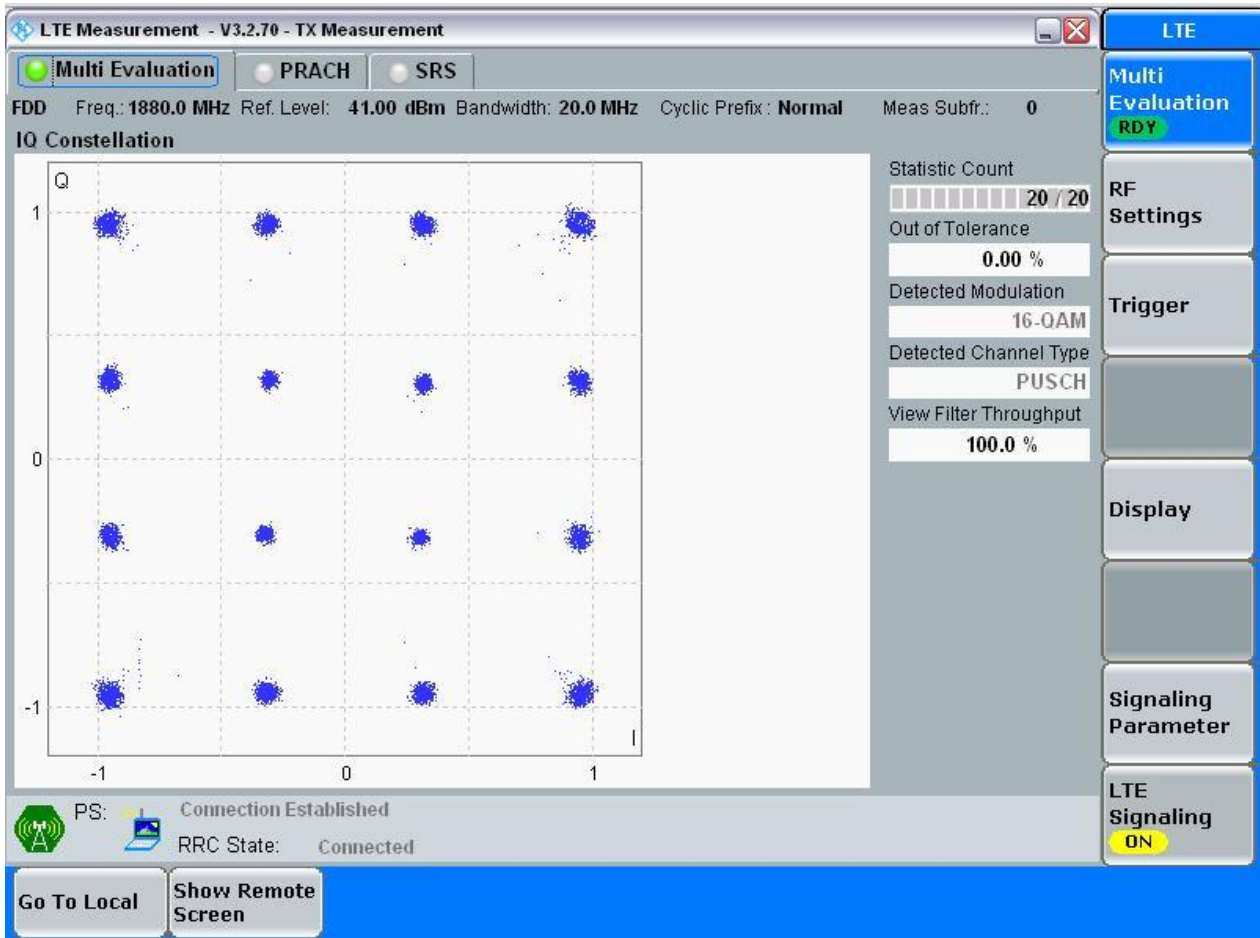 LTE Measurement - V3.2.70 - TX Measurement
LTE
Multi Evaluation PRACH SRS
FDD Freq.: 1880.0 MHz Ref. Level: 41.00 dBm Bandwidth: 20.0 MHz Cyclic Prefix : Normal Meas Subfr.: 0
IQ Constellation
Q
1
0
-1
I
-1 0 1
Statistic Count
20 / 20
Out of Tolerance
0.00 %
Detected Modulation
16-QAM
Detected Channel Type
PUSCH
View Filter Throughput
100.0 %
Multi
Evaluation
RDY
RF
Settings
Trigger
Display
Signaling
Parameter
LTE
Signaling
ON
PS: Connection Established
RRC State: Connected
Go To Local
Show Remote
Screen